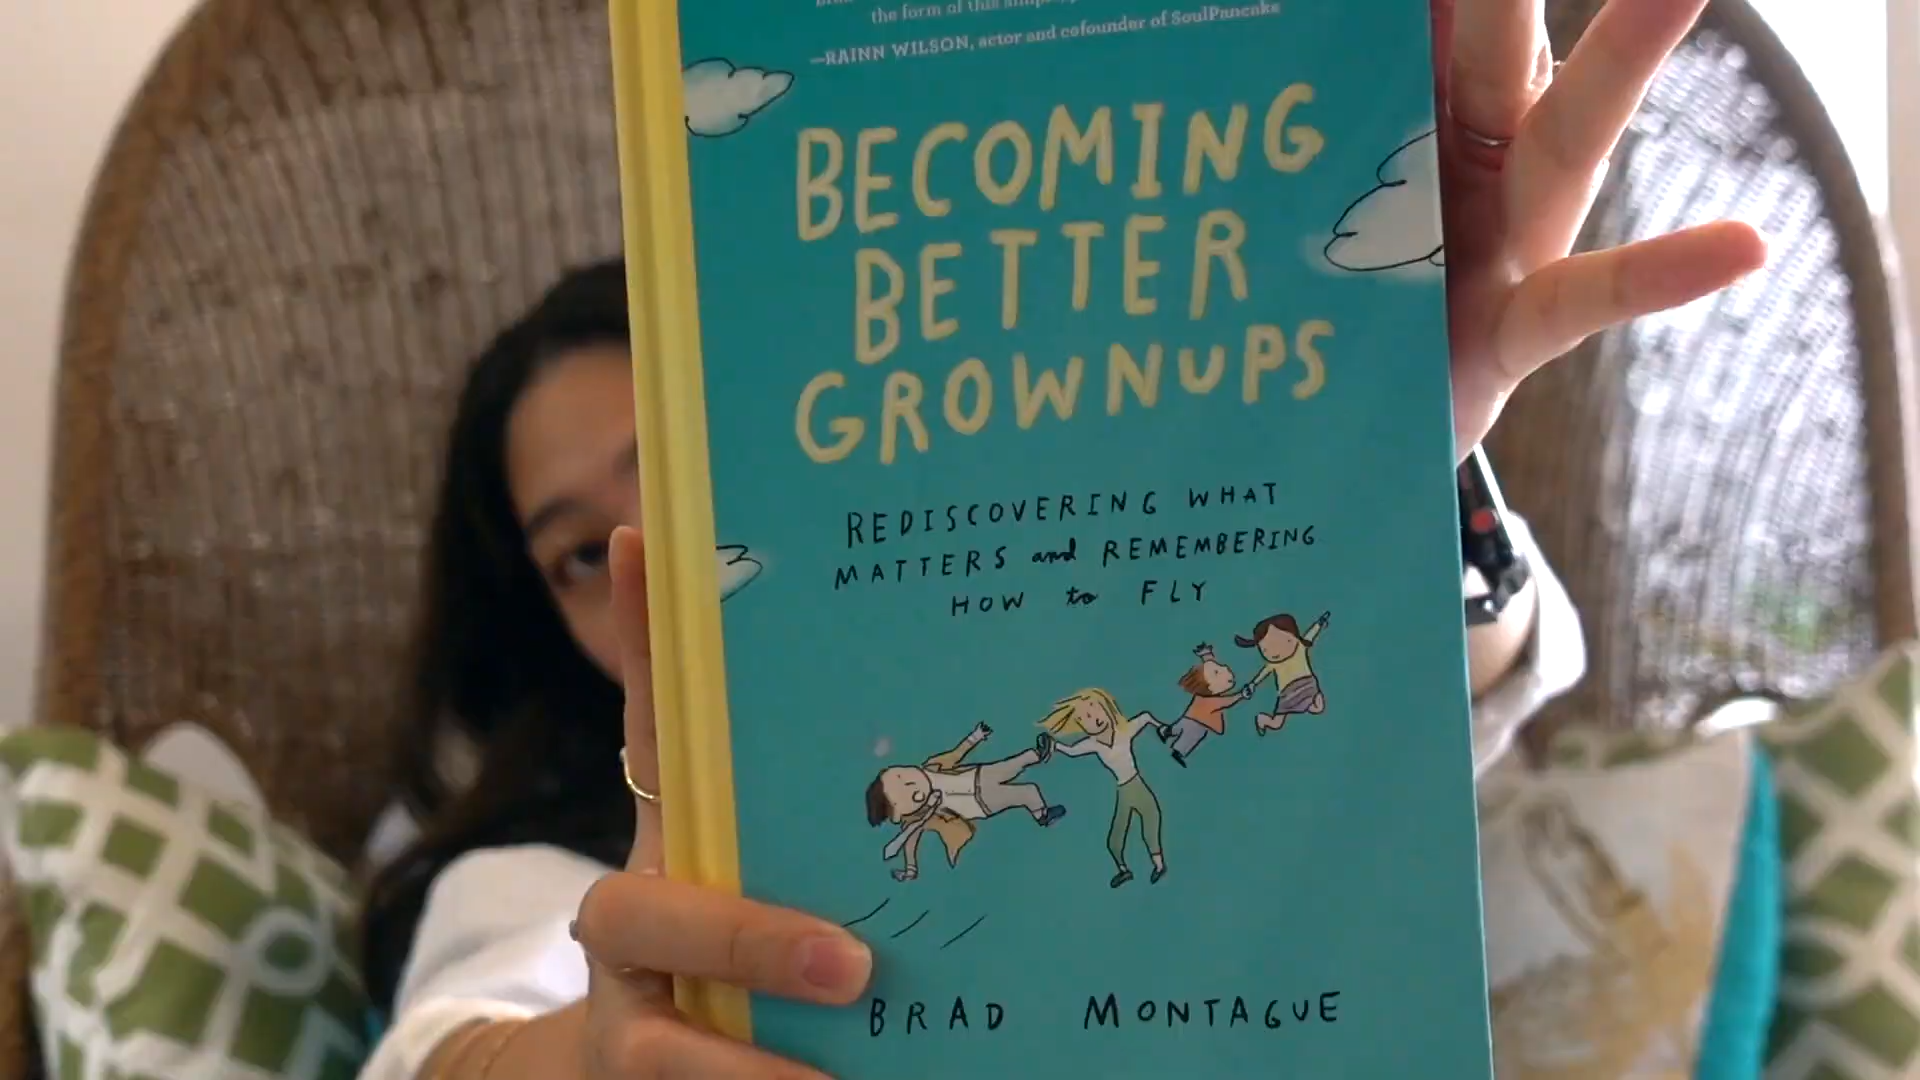 the form of this
—RAINN WILSON, actor and cofounder of SoulPancake
BECOMING
BETTER
GROWNUPS
REDISCOVERING WHAT
MATTERS and REMEMBERING
HOW to FLY
BRAD MONTAGUE